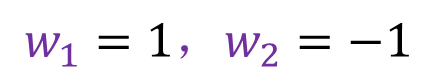 w₁ = 1，w₂ = −1